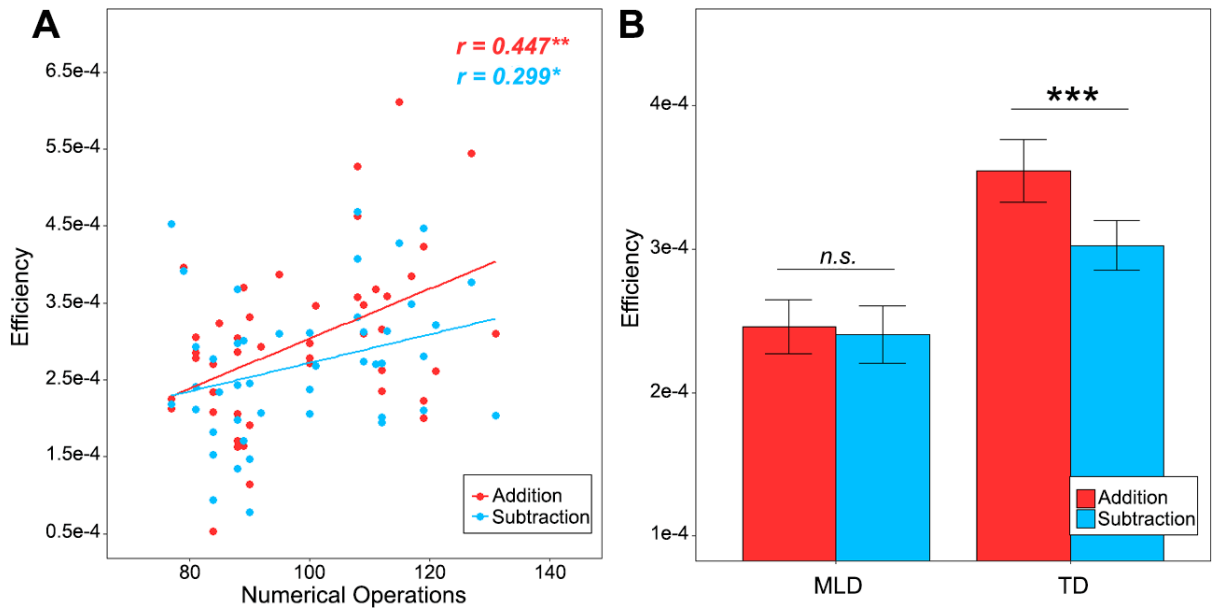 A
r = 0.447**
r = 0.299*
Efficiency
6.5e-4
5.5e-4
4.5e-4
3.5e-4
2.5e-4
1.5e-4
0.5e-4
Addition
Subtraction
80 100 120 140
Numerical Operations
B
Efficiency
4e-4
3e-4
2e-4
1e-4
n.s.
***
Addition
Subtraction
MLD TD